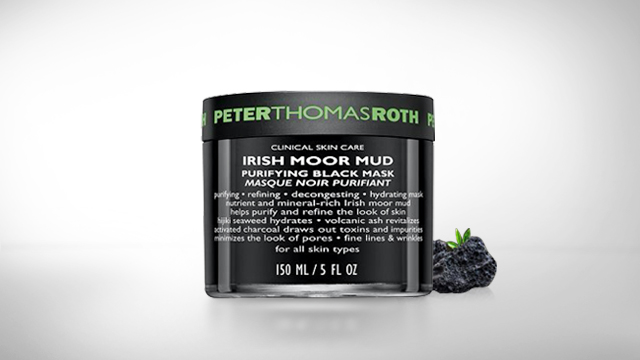 H PETERTHOMASROTH P
CLINICAL SKIN CARE
IRISH MOOR MUD
PURIFYING BLACK MASK
MASQUE NOIR PURIFIANT
purifying • refining • decongesting • hydrating mask
nutrient and mineral-rich Irish moor mud
helps purify and refine the look of skin
hijiki seaweed hydrates • volcanic ash revitalizes
activated charcoal draws out toxins and impurities
minimizes the look of pores • fine lines & wrinkles
for all skin types
150 ML / 5 FL OZ